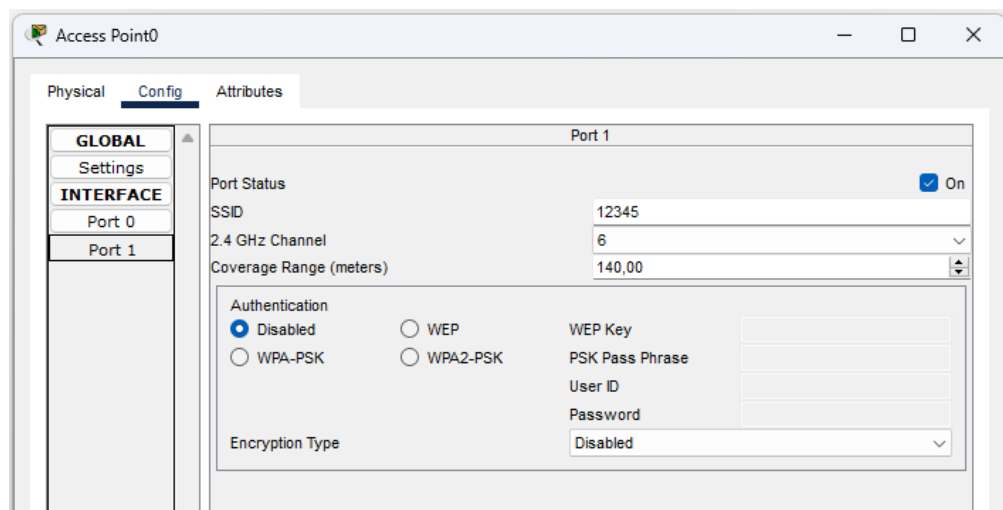 Access Point0
Physical Config Attributes
GLOBAL
Settings
INTERFACE
Port 0
Port 1
Port 1
Port Status On
SSID 12345
2.4 GHz Channel 6
Coverage Range (meters) 140,00
Authentication
Disabled WEP WEP Key
WPA-PSK WPA2-PSK PSK Pass Phrase
User ID
Password
Encryption Type Disabled